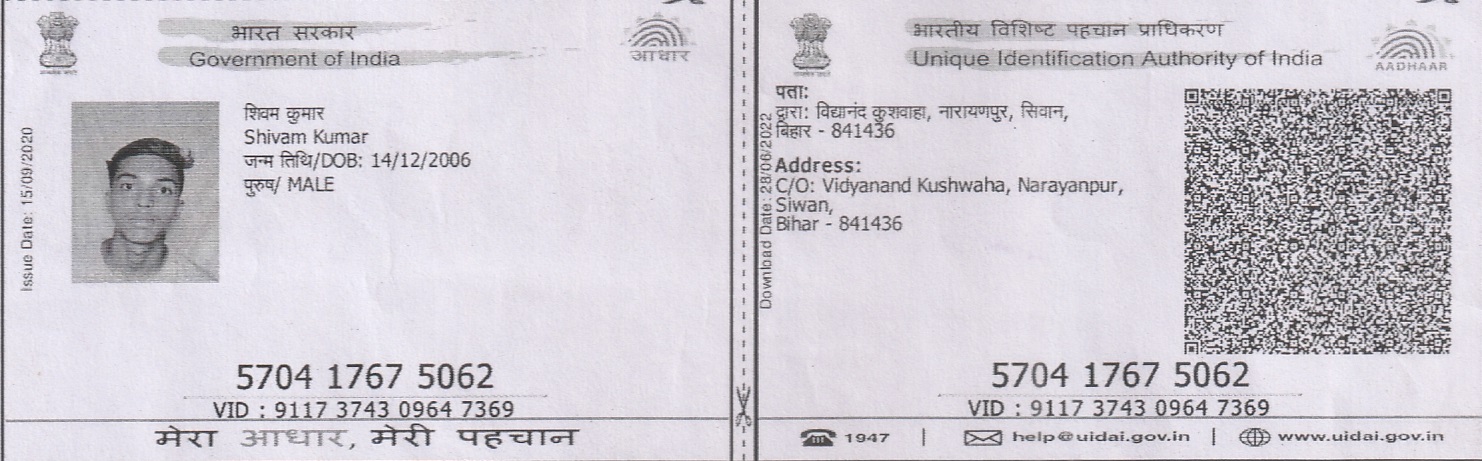 भारत सरकार
Government of India
आधार
Issue Date: 15/09/2020
शिवम कुमार
Shivam Kumar
जन्म तिथि/DOB: 14/12/2006
पुरुष/ MALE
5704 1767 5062
VID : 9117 3743 0964 7369
मेरा आधार, मेरी पहचान
भारतीय विशिष्ट पहचान प्राधिकरण
Unique Identification Authority of India
AADHAAR
Download Date: 28/06/2022
पता:
द्वारा: विद्यानंद कुशवाहा, नारायणपुर, सिवान,
बिहार - 841436
Address:
C/O: Vidyanand Kushwaha, Narayanpur,
Siwan,
Bihar - 841436
5704 1767 5062
VID : 9117 3743 0964 7369
1947 | help@uidai.gov.in | www.uidai.gov.in